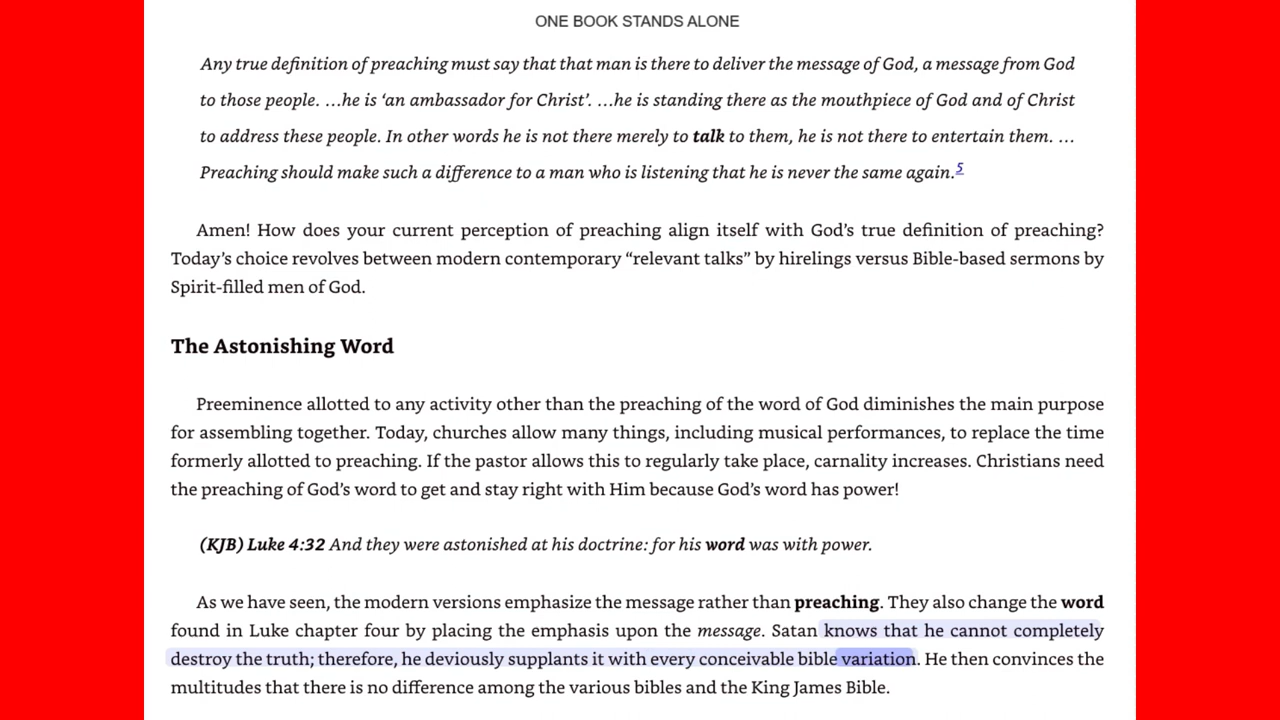 ONE BOOK STANDS ALONE
Any true definition of preaching must say that that man is there to deliver the message of God, a message from God
to those people. …he is ‘an ambassador for Christ’. …he is standing there as the mouthpiece of God and of Christ
to address these people. In other words he is not there merely to talk to them, he is not there to entertain them. …
Preaching should make such a difference to a man who is listening that he is never the same again.5
Amen! How does your current perception of preaching align itself with God’s true definition of preaching?
Today’s choice revolves between modern contemporary “relevant talks” by hirelings versus Bible-based sermons by
Spirit-filled men of God.
The Astonishing Word
Preeminence allotted to any activity other than the preaching of the word of God diminishes the main purpose
for assembling together. Today, churches allow many things, including musical performances, to replace the time
formerly allotted to preaching. If the pastor allows this to regularly take place, carnality increases. Christians need
the preaching of God’s word to get and stay right with Him because God’s word has power!
(KJB) Luke 4:32 And they were astonished at his doctrine: for his word was with power.
As we have seen, the modern versions emphasize the message rather than preaching. They also change the word
found in Luke chapter four by placing the emphasis upon the message. Satan knows that he cannot completely
destroy the truth; therefore, he deviously supplants it with every conceivable bible variation. He then convinces the
multitudes that there is no difference among the various bibles and the King James Bible.